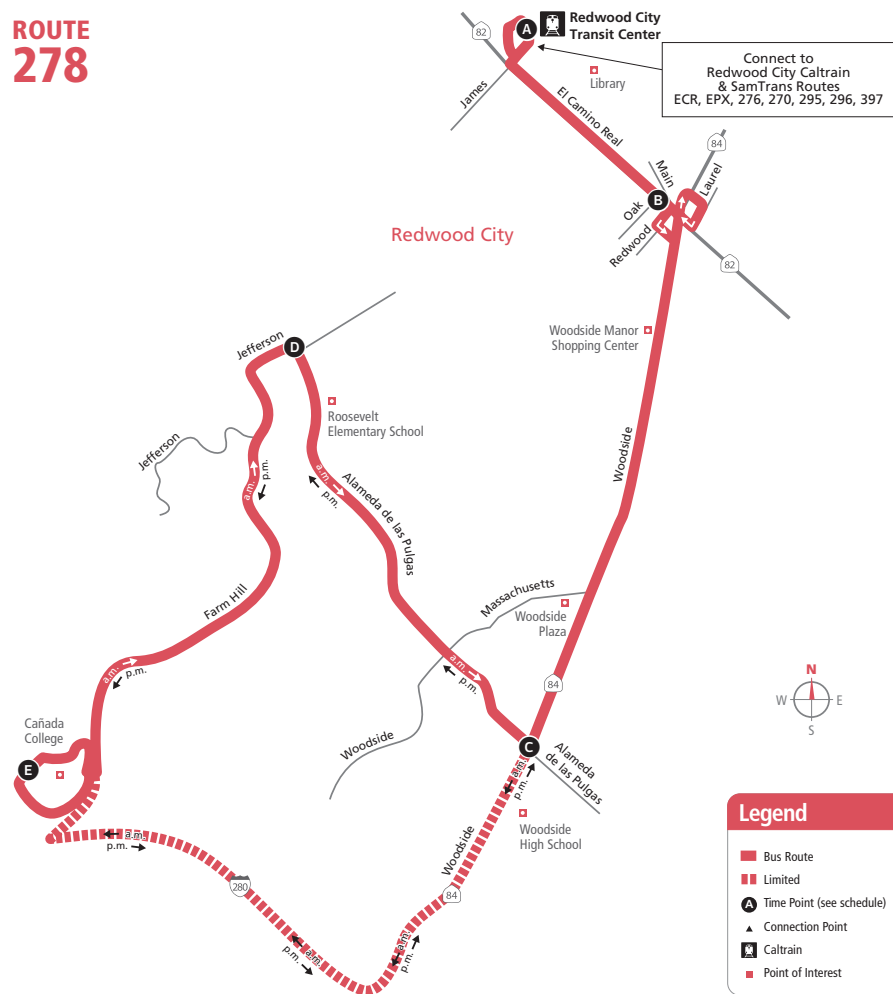 ROUTE
278
82
A
Redwood City
Transit Center
Connect to
Redwood City Caltrain
& SamTrans Routes
ECR, EPX, 276, 270, 295, 296, 397
Library
James
El Camino Real
84
Main
Laurel
B
Oak
Redwood
82
Redwood City
Woodside Manor
Shopping Center
Jefferson
D
Roosevelt
Elementary School
Jefferson
a.m.
p.m.
a.m.
p.m.
Alameda de las Pulgas
Woodside
Farm Hill
Massachusetts
Woodside
Plaza
a.m.
p.m.
a.m.
p.m.
84
N
W
E
S
Cañada
College
E
Woodside
C
Alameda
de las Pulgas
a.m.
p.m.
Woodside
High School
Woodside
84
a.m.
p.m.
280
a.m.
p.m.
a.m.
p.m.
Legend
Bus Route
Limited
A Time Point (see schedule)
Connection Point
Caltrain
Point of Interest